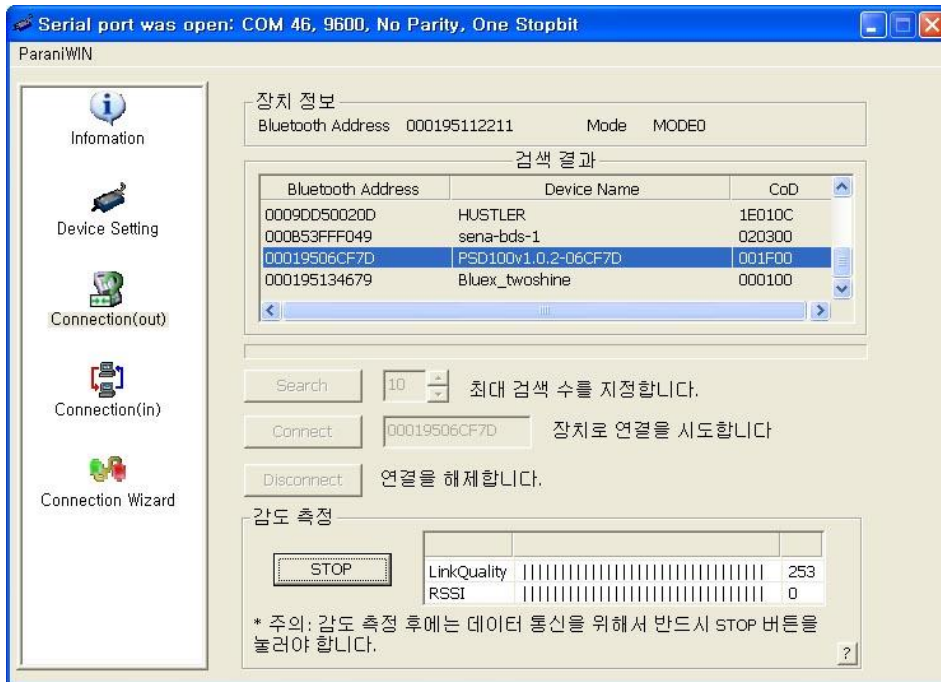 Serial port was open: COM 46, 9600, No Parity, One Stopbit
ParaniWIN
Infomation
Device Setting
Connection(out)
Connection(in)
Connection Wizard
장치 정보
Bluetooth Address 000195112211 Mode MODE0
검색 결과
Bluetooth Address Device Name CoD
0009DD50020D HUSTLER 1E010C
000B53FFF049 sena-bds-1 020300
00019506CF7D PSD100v1.0.2-06CF7D 001F00
000195134679 Bluex_twoshine 000100
Search 10 최대 검색 수를 지정합니다.
Connect 00019506CF7D 장치로 연결을 시도합니다
Disconnect 연결을 해제합니다.
감도 측정
STOP
LinkQuality 253
RSSI 0
* 주의: 감도 측정 후에는 데이터 통신을 위해서 반드시 STOP 버튼을
눌러야 합니다.
?